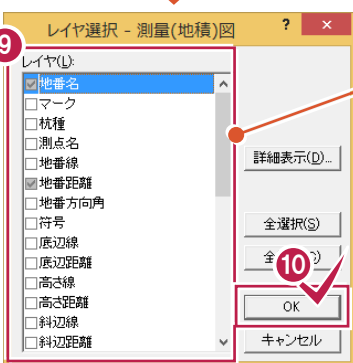 レイヤ選択 - 測量(地積)図
? ×
9
レイヤ(L):
地番名
マーク
杭種
測点名
地番線
地番距離
地番方向角
符号
底辺線
底辺距離
高さ線
高さ距離
斜辺線
斜辺距離
詳細表示(D)...
全選択(S)
全
10
OK
キャンセル